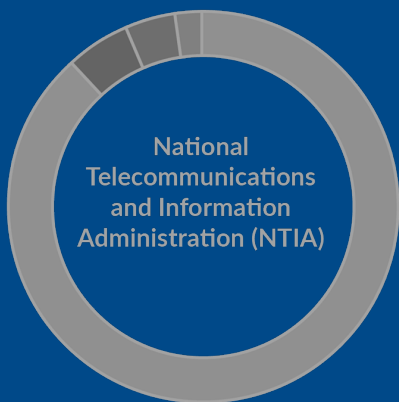 National
Telecommunications
and Information
Administration (NTIA)